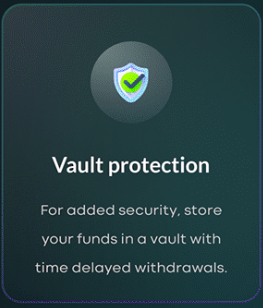 Vault protection
For added security, store
your funds in a vault with
time delayed withdrawals.